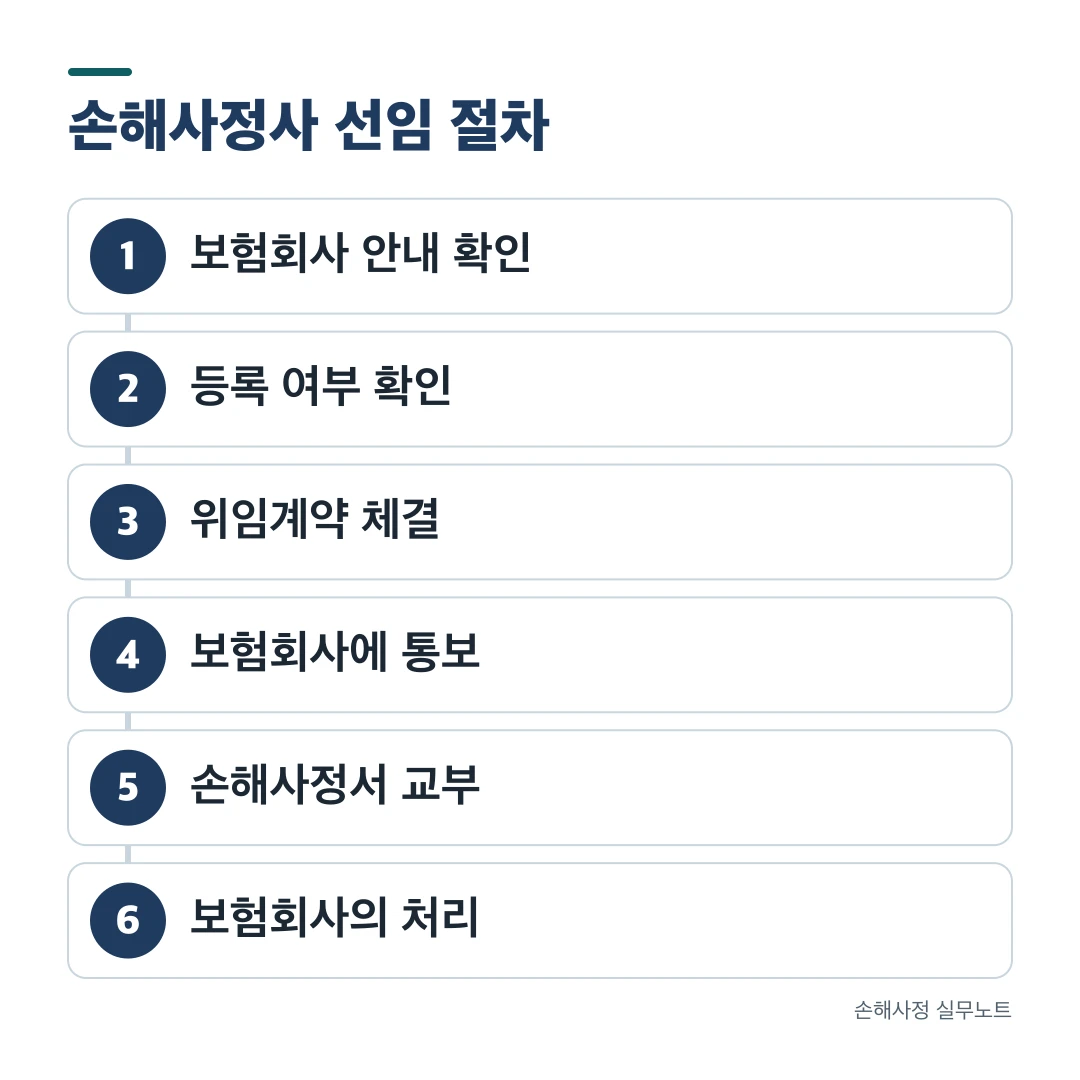 손해사정사 선임 절차
1 보험회사 안내 확인
2 등록 여부 확인
3 위임계약 체결
4 보험회사에 통보
5 손해사정서 교부
6 보험회사의 처리
손해사정 실무노트